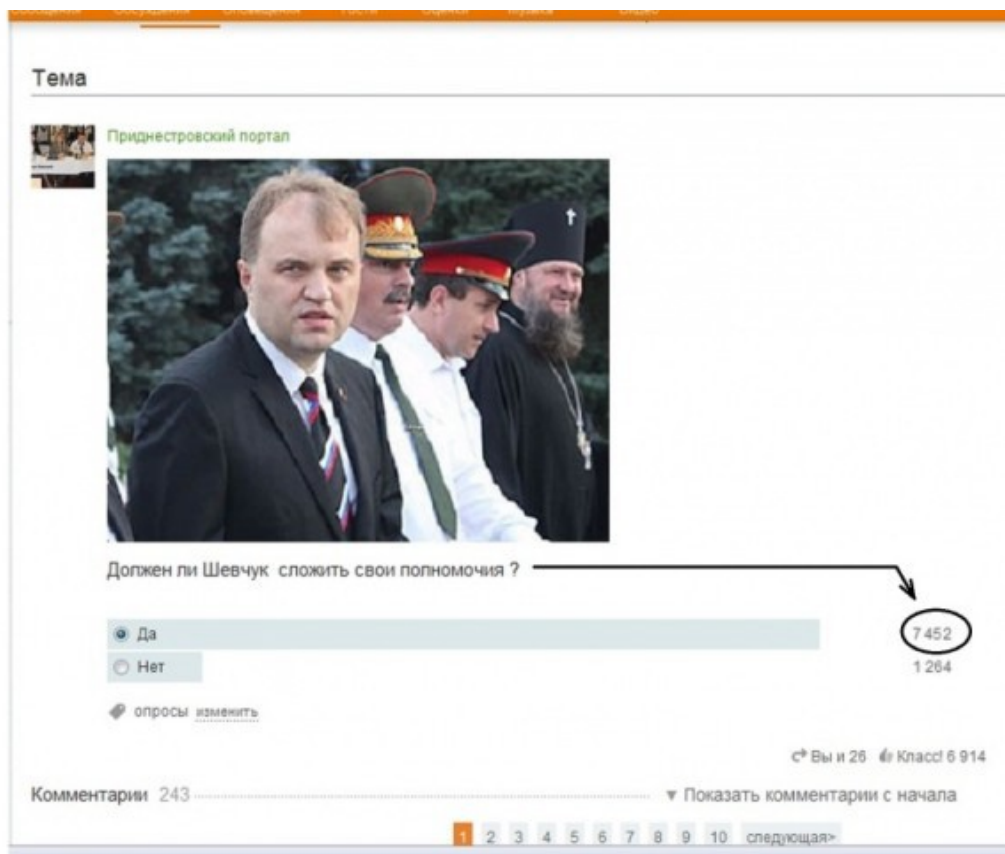 Тема
Приднестровский портал
Должен ли Шевчук сложить свои полномочия ?
Да 7 452
Нет 1 264
опросы изменить
Вы и 26 Класс! 6 914
Комментарии 243 ▼ Показать комментарии с начала
1 2 3 4 5 6 7 8 9 10 следующая>